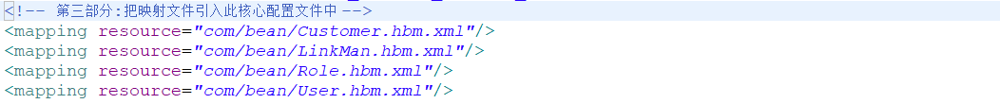 <!-- 第三部分:把映射文件引入此核心配置文件中 -->
<mapping resource="com/bean/Customer.hbm.xml"/>
<mapping resource="com/bean/LinkMan.hbm.xml"/>
<mapping resource="com/bean/Role.hbm.xml"/>
<mapping resource="com/bean/User.hbm.xml"/>